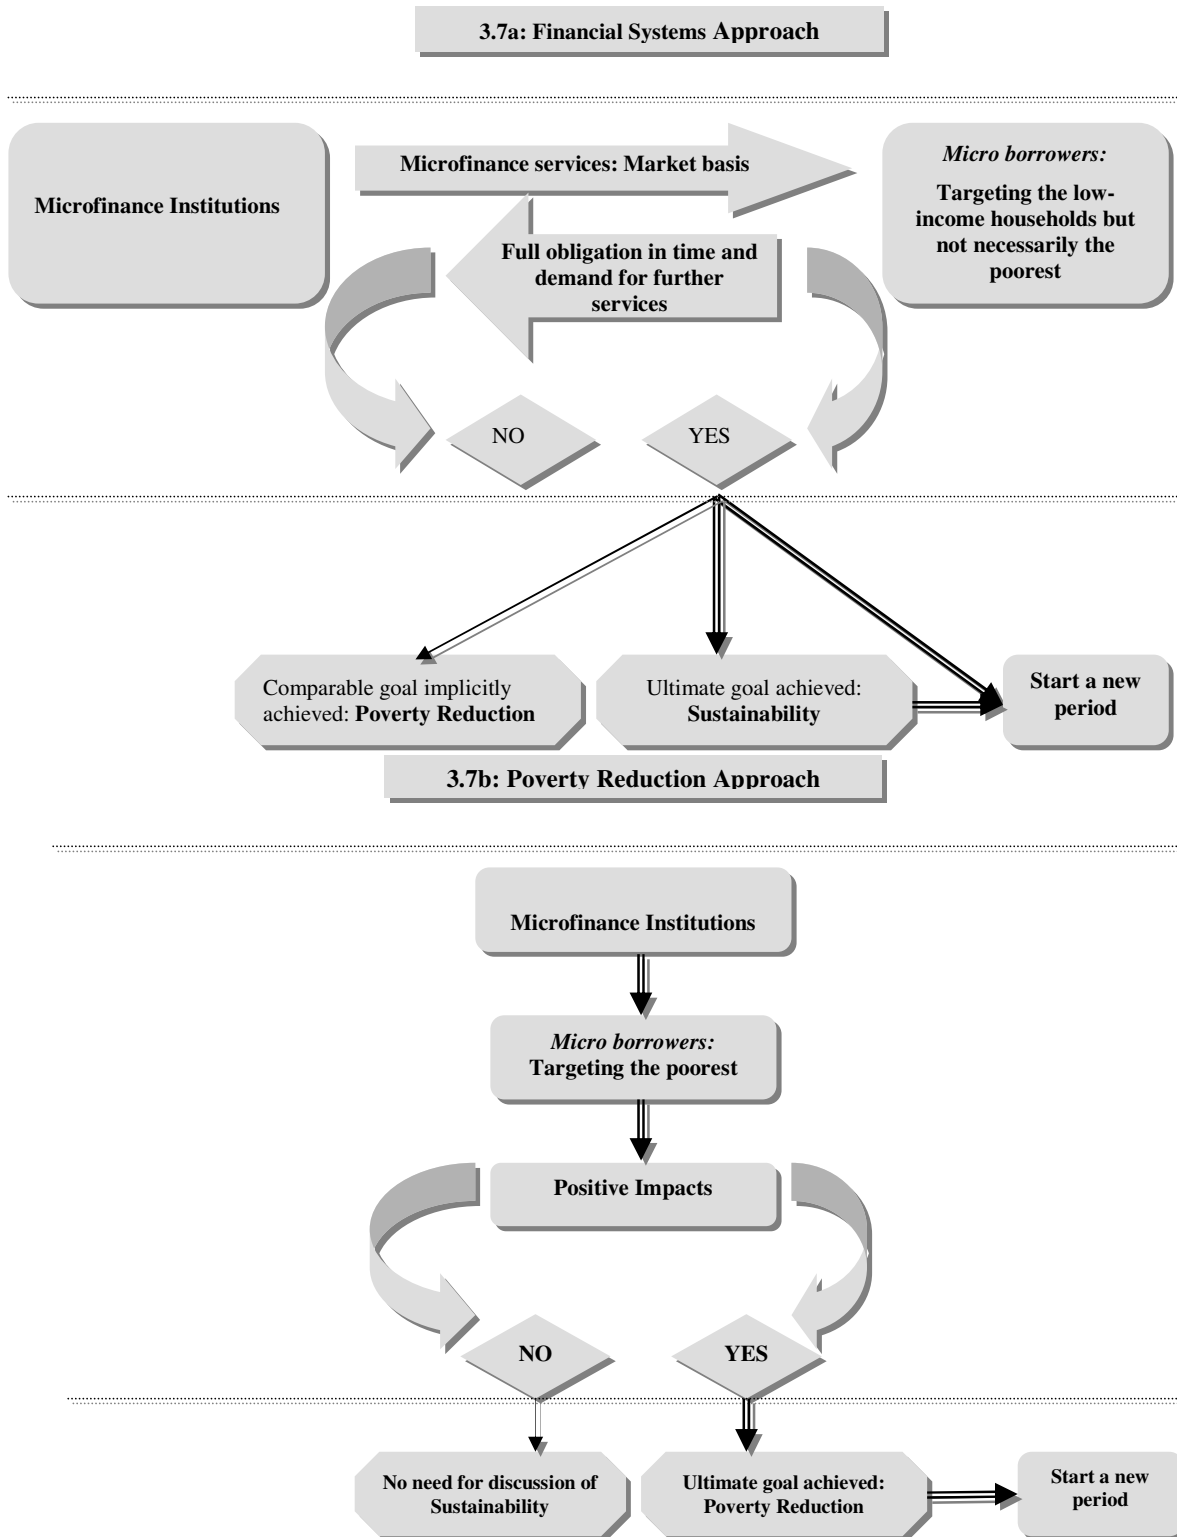 3.7a: Financial Systems Approach
Microfinance Institutions
Microfinance services: Market basis
Full obligation in time and
demand for further
services
Micro borrowers:
Targeting the low-
income households but
not necessarily the
poorest
NO
YES
Comparable goal implicitly
achieved: Poverty Reduction
Ultimate goal achieved:
Sustainability
Start a new
period
3.7b: Poverty Reduction Approach
Microfinance Institutions
Micro borrowers:
Targeting the poorest
Positive Impacts
NO
YES
No need for discussion of
Sustainability
Ultimate goal achieved:
Poverty Reduction
Start a new
period